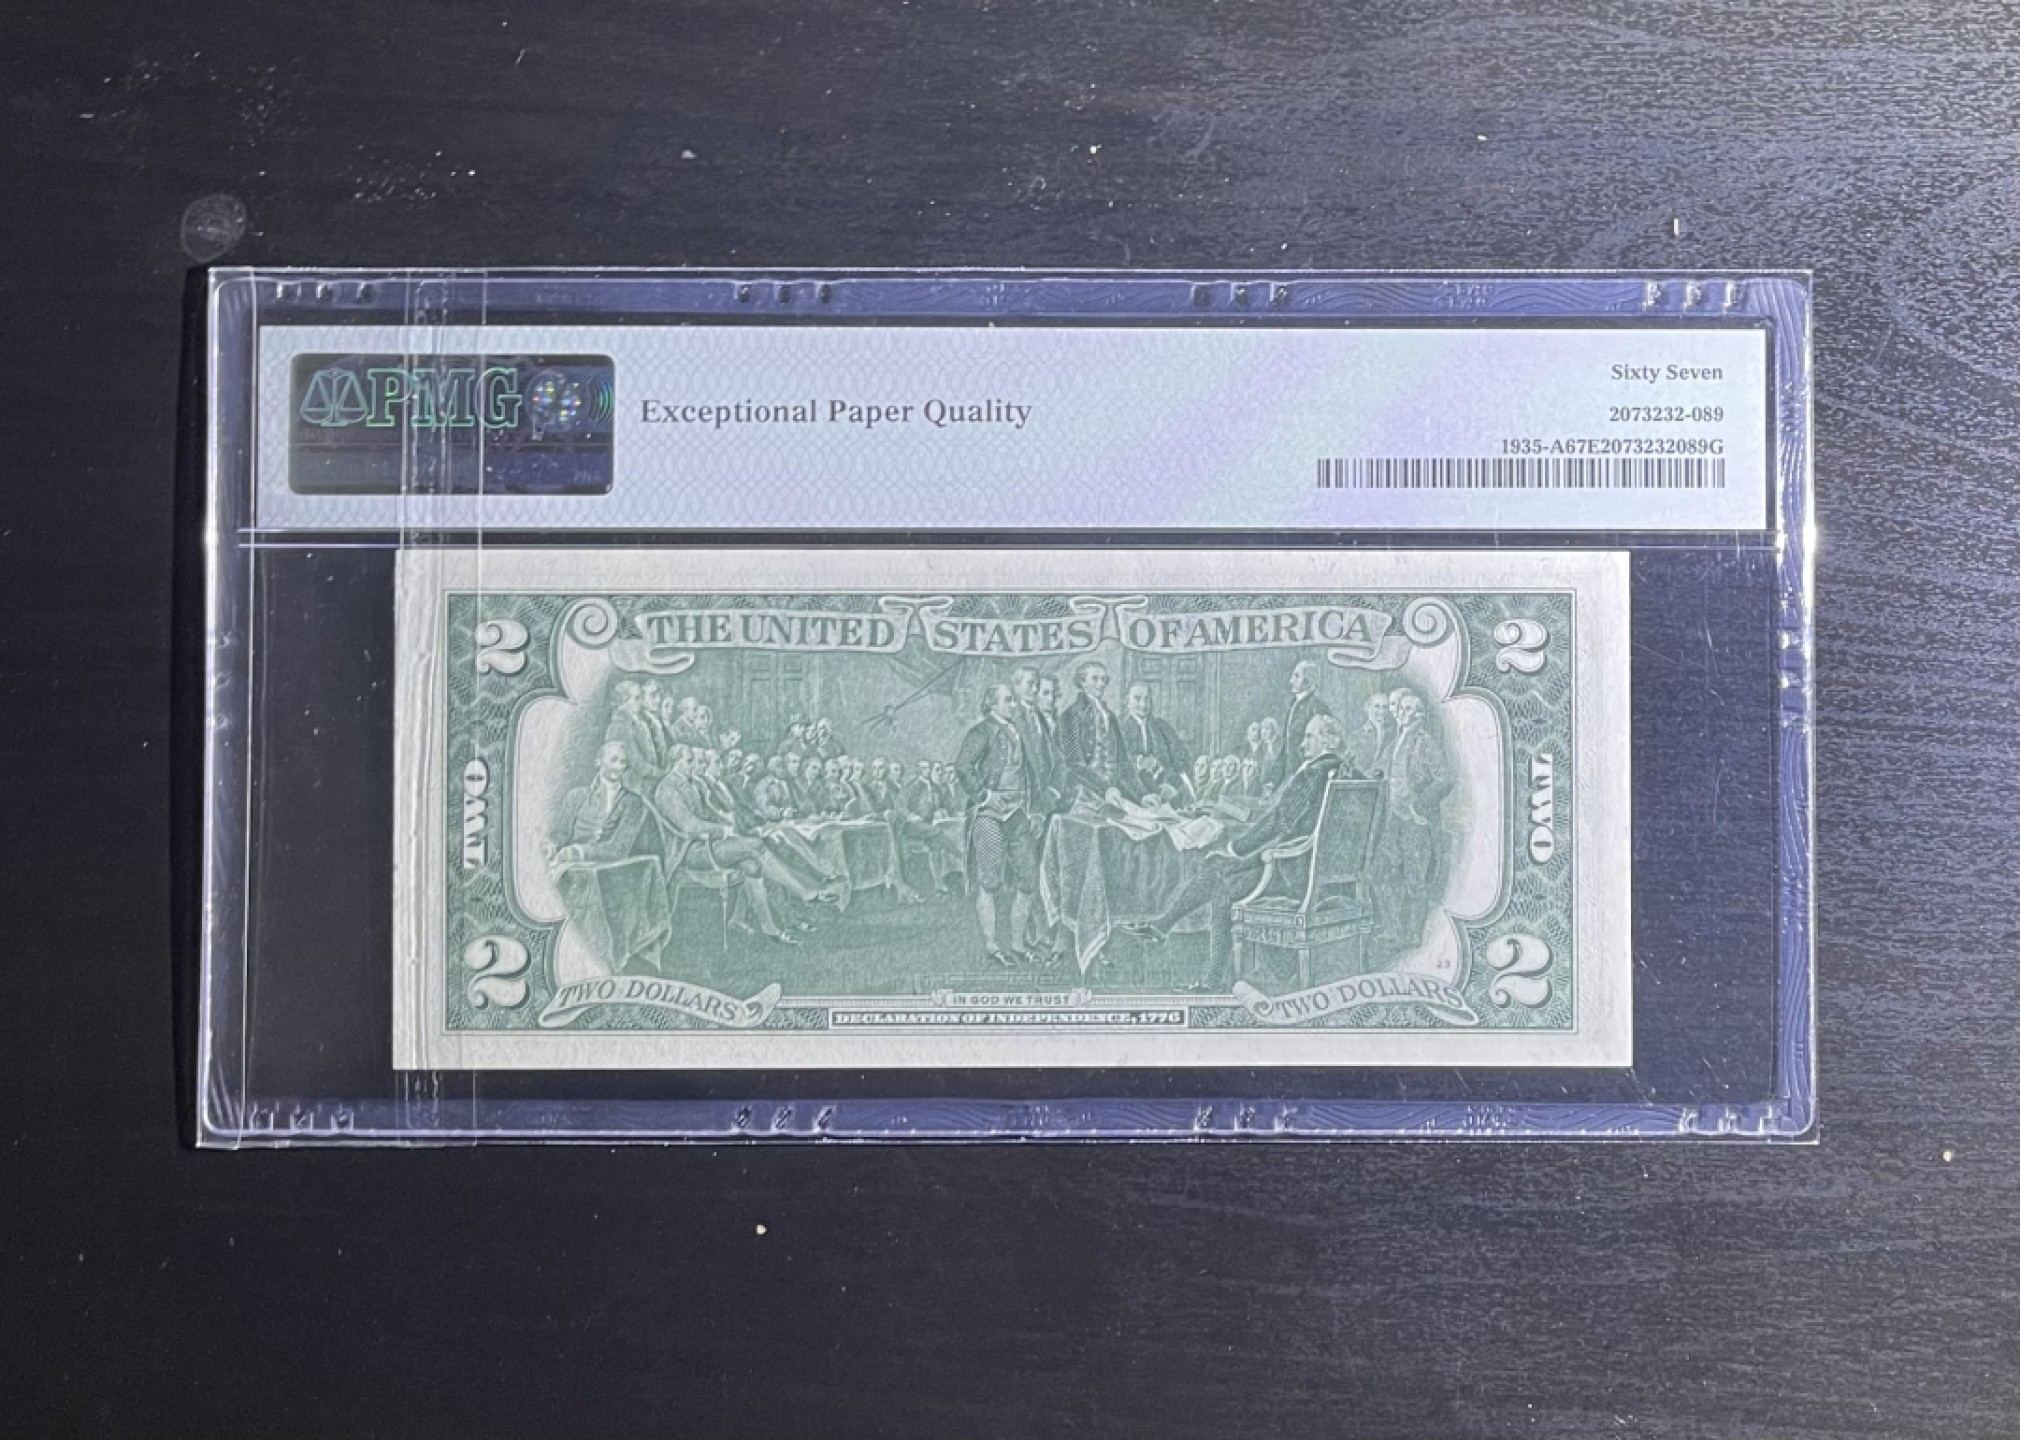 PMG
Exceptional Paper Quality
Sixty Seven
2073232-089
1935-A67E2073232089G
THE UNITED STATES OF AMERICA
2
2
TWO
TWO
2
2
23
TWO DOLLARS
IN GOD WE TRUST
TWO DOLLARS
DECLARATION OF INDEPENDENCE, 1776